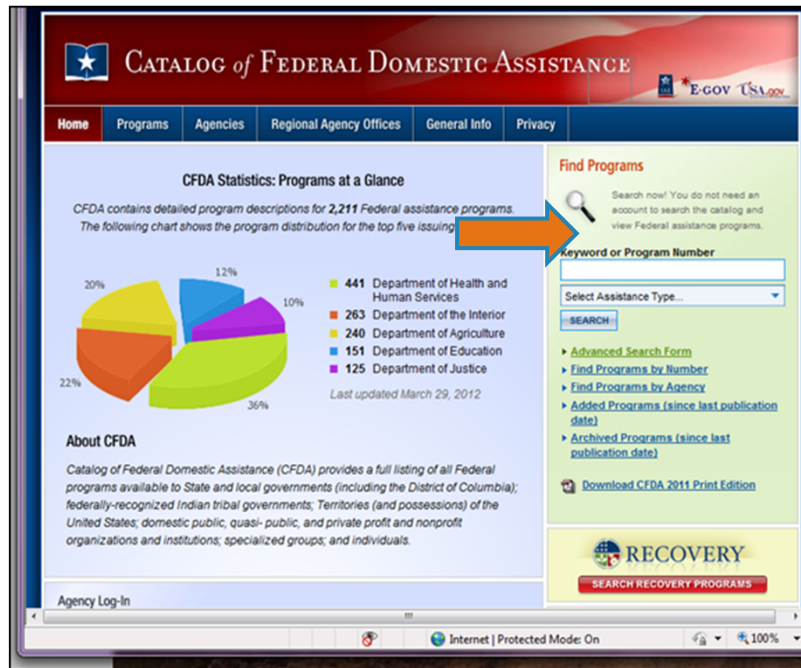 CATALOG of FEDERAL DOMESTIC ASSISTANCE
E-GOV USA.gov
Home Programs Agencies Regional Agency Offices General Info Privacy
CFDA Statistics: Programs at a Glance
CFDA contains detailed program descriptions for 2,211 Federal assistance programs.
The following chart shows the program distribution for the top five issuing
20%
12%
10%
22%
36%
441 Department of Health and
Human Services
263 Department of the Interior
240 Department of Agriculture
151 Department of Education
125 Department of Justice
Last updated March 29, 2012
About CFDA
Catalog of Federal Domestic Assistance (CFDA) provides a full listing of all Federal
programs available to State and local governments (including the District of Columbia);
federally-recognized Indian tribal governments; Territories (and possessions) of the
United States; domestic public, quasi- public, and private profit and nonprofit
organizations and institutions; specialized groups; and individuals.
Agency Log-In
Find Programs
Search now! You do not need an
account to search the catalog and
view Federal assistance programs.
Keyword or Program Number
Select Assistance Type...
SEARCH
Advanced Search Form
Find Programs by Number
Find Programs by Agency
Added Programs (since last publication
date)
Archived Programs (since last
publication date)
Download CFDA 2011 Print Edition
RECOVERY
SEARCH RECOVERY PROGRAMS
Internet | Protected Mode: On
100%